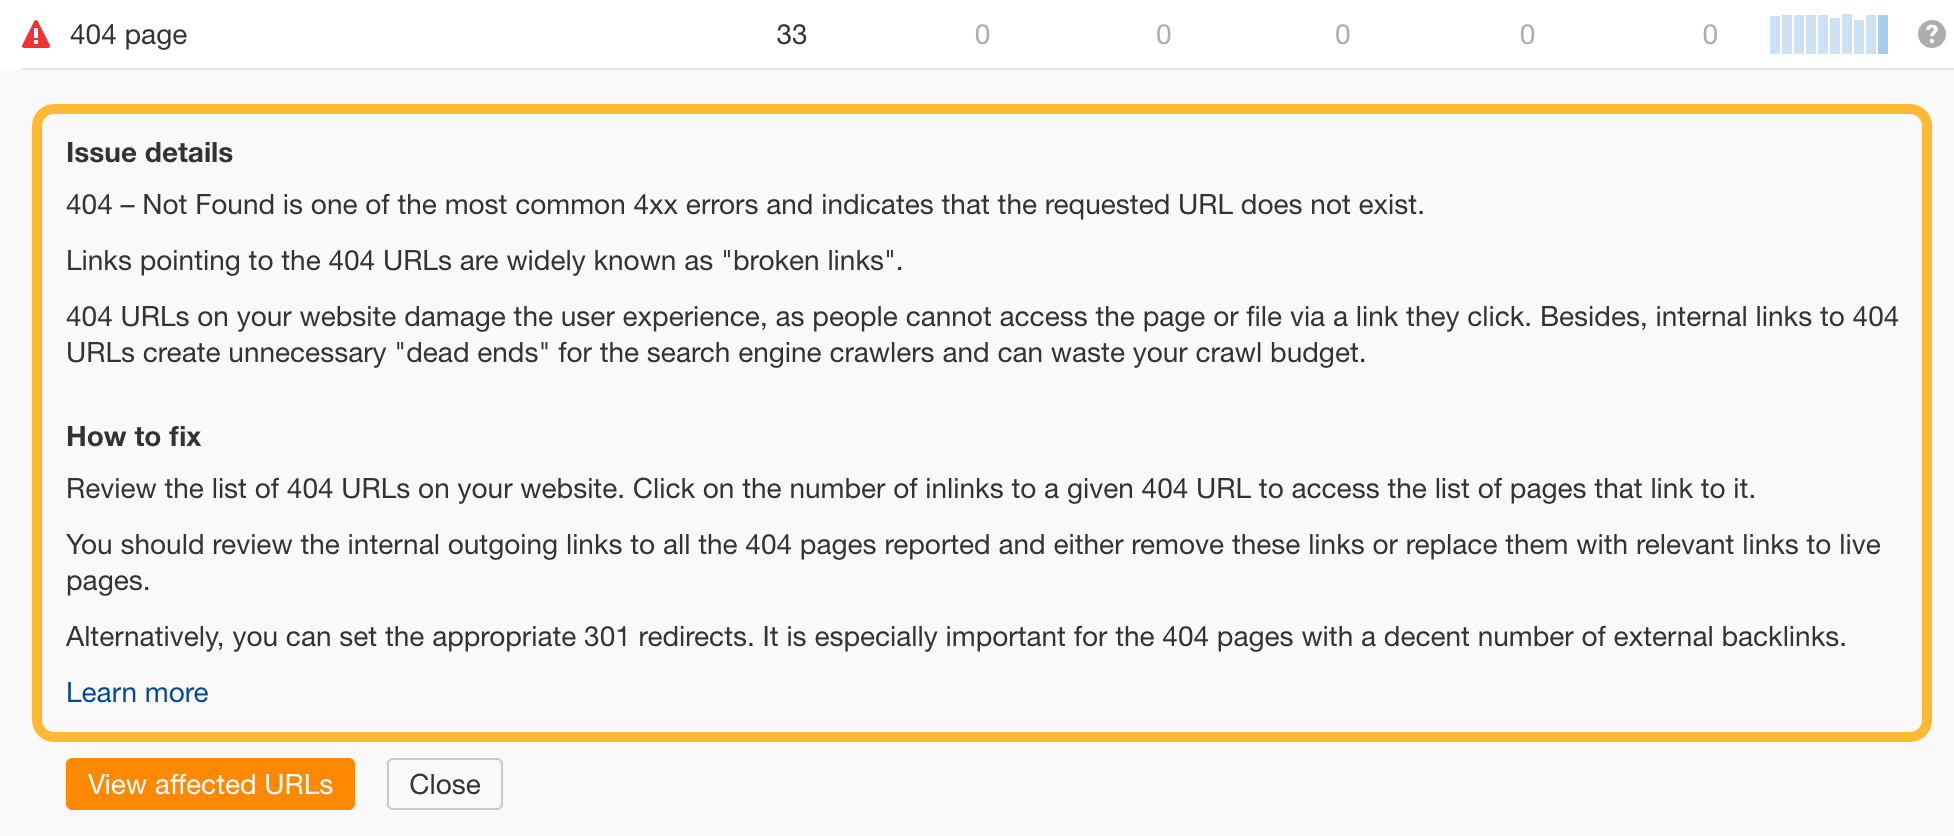 404 page 33 0 0 0 0 0 ?
Issue details
404 – Not Found is one of the most common 4xx errors and indicates that the requested URL does not exist.
Links pointing to the 404 URLs are widely known as "broken links".
404 URLs on your website damage the user experience, as people cannot access the page or file via a link they click. Besides, internal links to 404
URLs create unnecessary "dead ends" for the search engine crawlers and can waste your crawl budget.
How to fix
Review the list of 404 URLs on your website. Click on the number of inlinks to a given 404 URL to access the list of pages that link to it.
You should review the internal outgoing links to all the 404 pages reported and either remove these links or replace them with relevant links to live
pages.
Alternatively, you can set the appropriate 301 redirects. It is especially important for the 404 pages with a decent number of external backlinks.
Learn more
View affected URLs Close